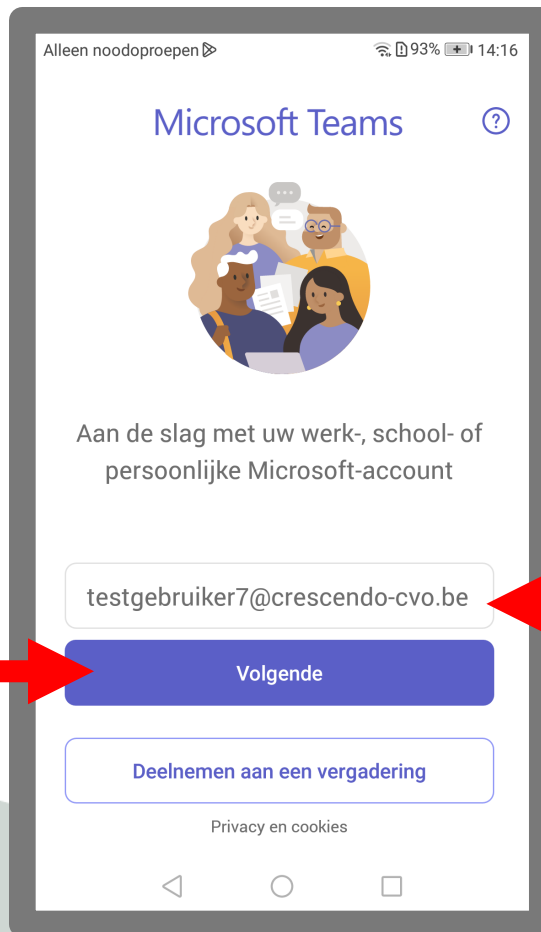 Alleen noodoproepen 93% 14:16
Microsoft Teams ?
Aan de slag met uw werk-, school- of
persoonlijke Microsoft-account
testgebruiker7@crescendo-cvo.be
Volgende
Deelnemen aan een vergadering
Privacy en cookies